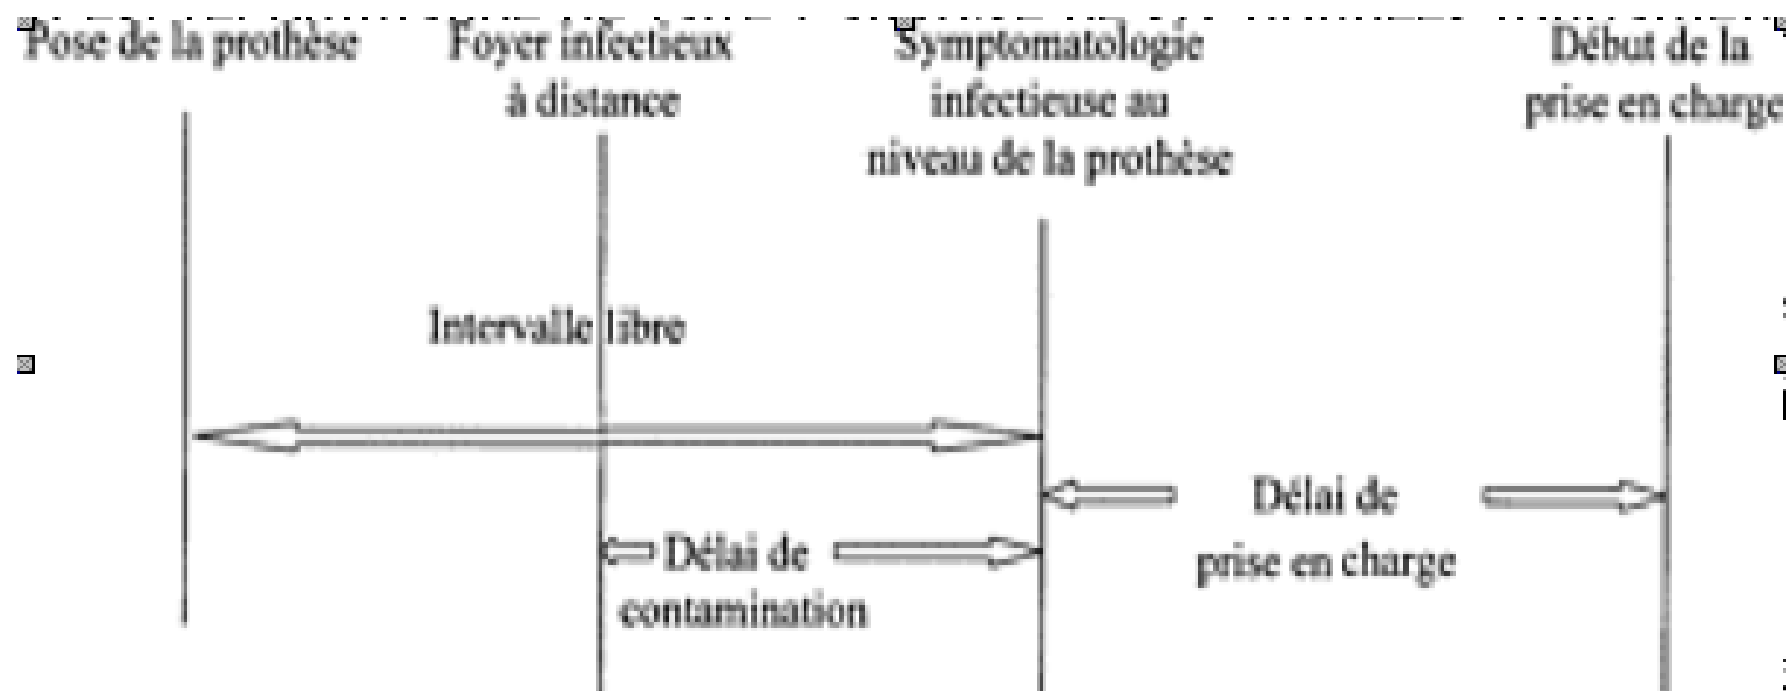 Pose de la prothèse
Foyer infectieux
à distance
Symptomatologie
infectieuse au
niveau de la prothèse
Début de la
prise en charge
Intervalle libre
Délai de
prise en charge
Délai de
contamination